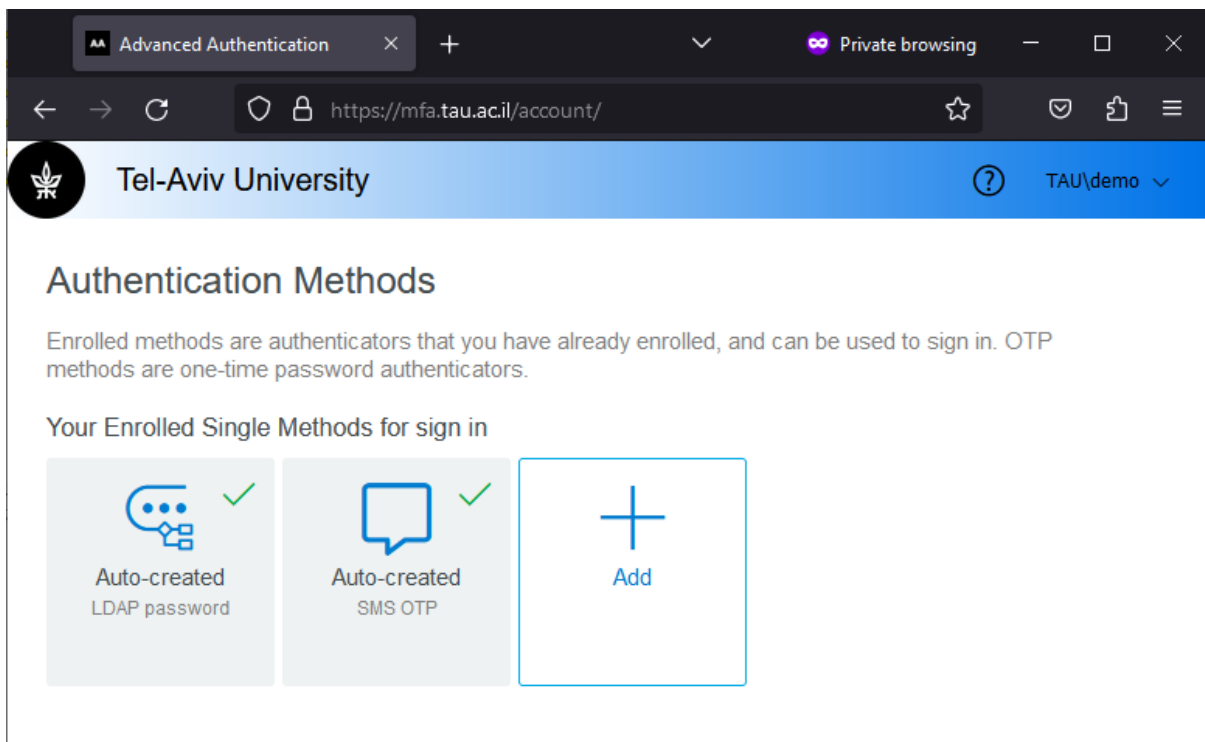 AA Advanced Authentication
Private browsing
https://mfa.tau.ac.il/account/
Tel-Aviv University
? TAU\demo
Authentication Methods
Enrolled methods are authenticators that you have already enrolled, and can be used to sign in. OTP
methods are one-time password authenticators.
Your Enrolled Single Methods for sign in
Auto-created
LDAP password
Auto-created
SMS OTP
Add